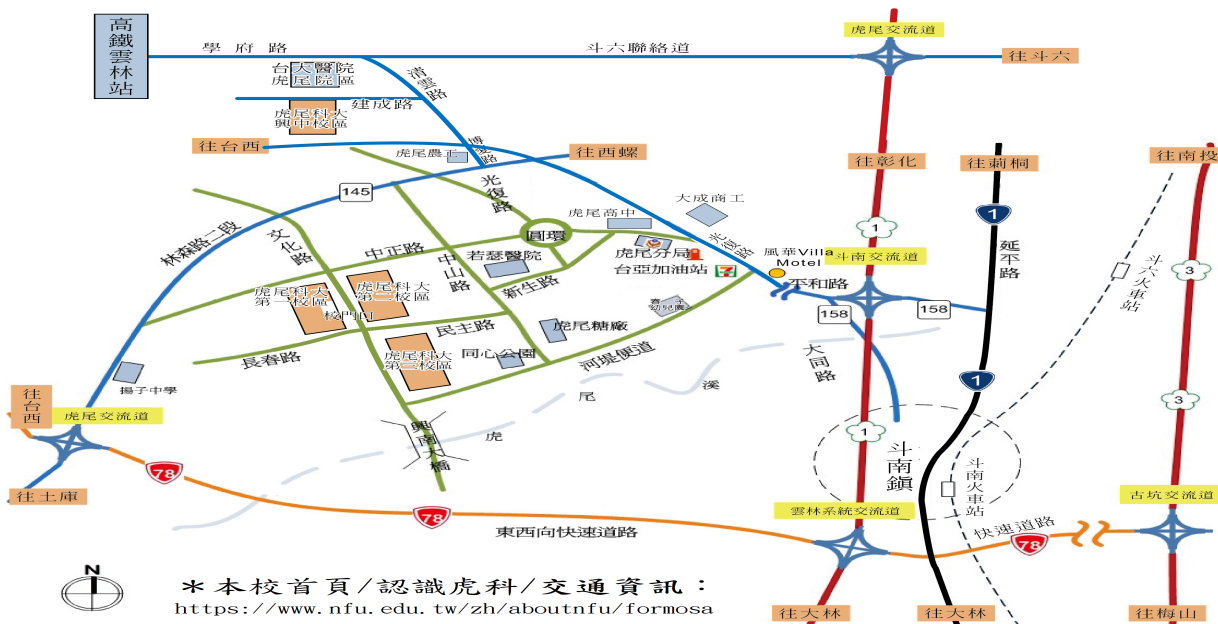 高鐵雲林站
學府路
斗六聯絡道
虎尾交流道
往斗六
台大醫院
虎尾院區
清雲路
建成路
虎尾科大
興中校區
往台西
虎尾農工
博愛路
往西螺
往彰化
往莿桐
往南投
145
光復路
大成商工
虎尾高中
1
1
文化路
中正路
圓環
虎尾分局
光復路
風華Villa
Motel
斗南交流道
延平路
林森路二段
中山路
若瑟醫院
台亞加油站
7
平和路
斗六火車站
3
虎尾科大
第一校區
虎尾科大
第二校區
新生路
幼兒園
158
158
校門口
民主路
虎尾糖廠
長春路
虎尾科大
第三校區
同心公園
河堤便道
大同路
1
揚子中學
溪
尾
虎
3
往台西
虎尾交流道
興南大橋
1
斗南鎮
斗南火車站
78
往土庫
78
東西向快速道路
雲林系統交流道
快速道路
78
古坑交流道
N
＊本校首頁/認識虎科/交通資訊：
https://www.nfu.edu.tw/zh/aboutnfu/formosa
往大林
往大林
往梅山